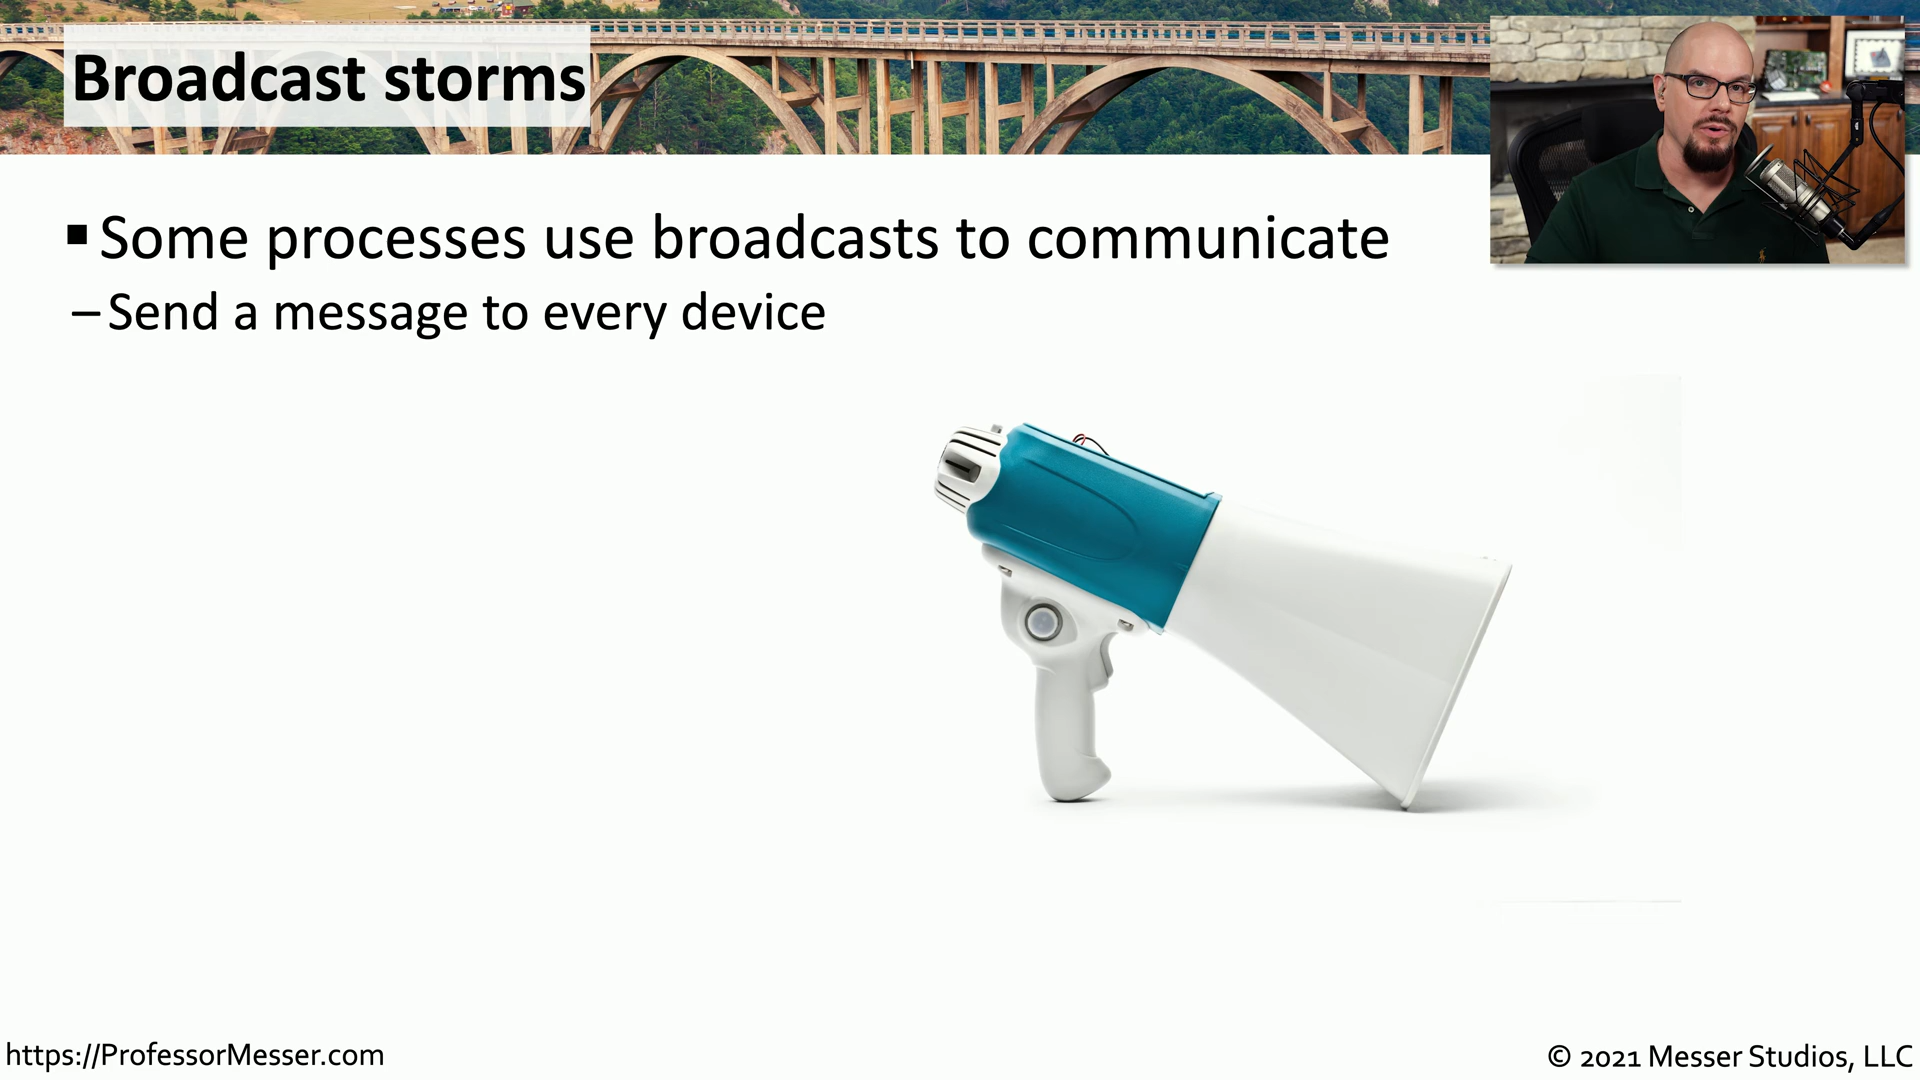 Broadcast storms
▪ Some processes use broadcasts to communicate
– Send a message to every device
https://ProfessorMesser.com
© 2021 Messer Studios, LLC